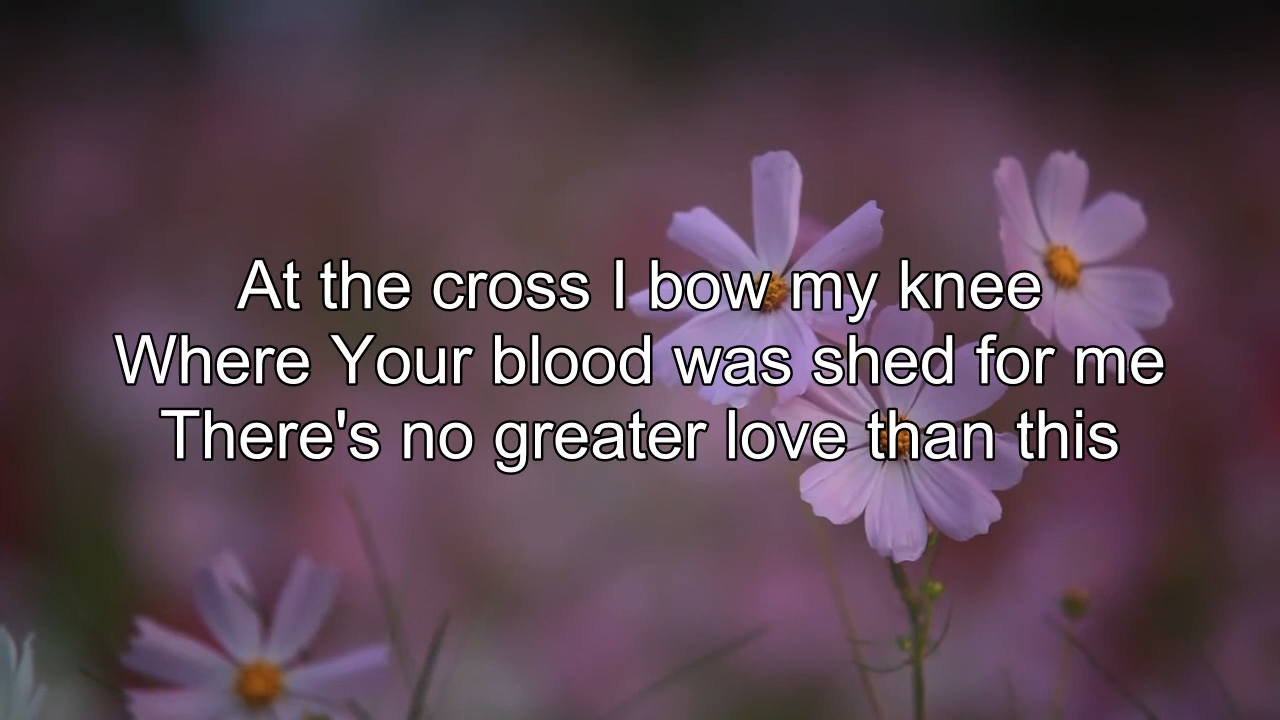 At the cross I bow my knee
Where Your blood was shed for me
There's no greater love than this